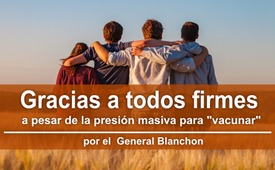 Gracias a todos firmes
a pesar de la presión masiva para "vacunar"
por el General Blanchon